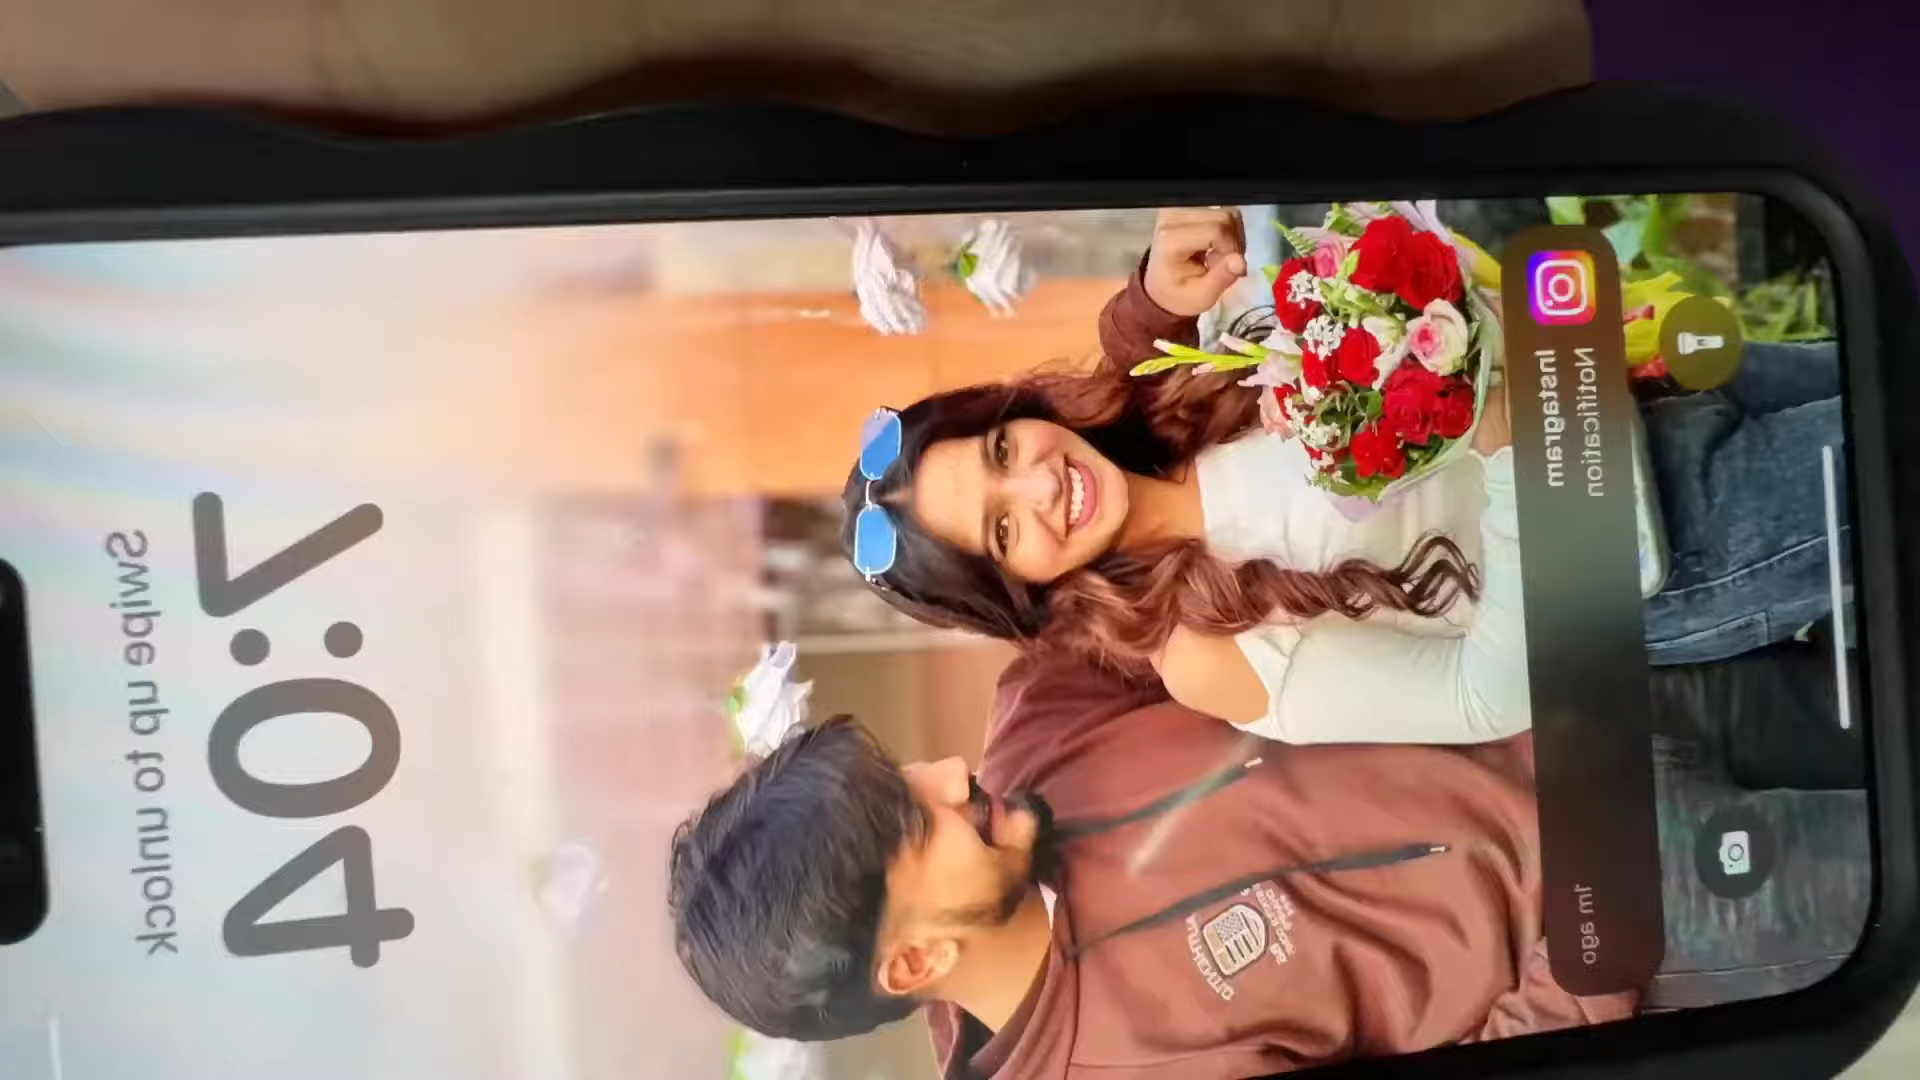 Swipe up to unlock
7:04
Instagram
1m ago
Notification